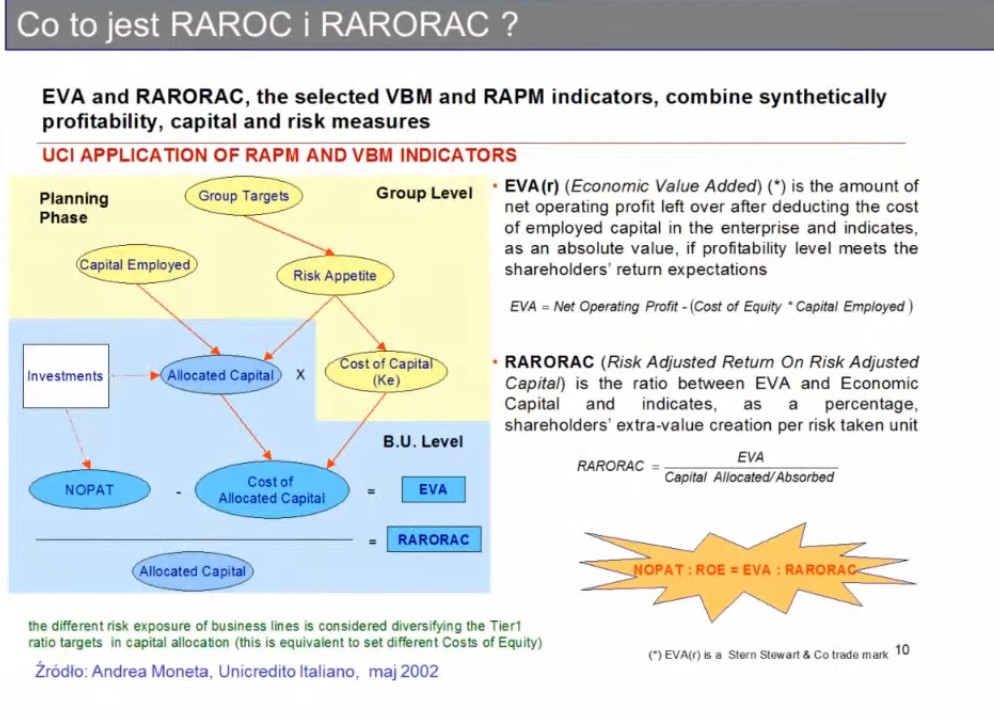 Co to jest RAROC i RARORAC ?
EVA and RARORAC, the selected VBM and RAPM indicators, combine synthetically
profitability, capital and risk measures
UCI APPLICATION OF RAPM AND VBM INDICATORS
Planning
Phase
Group Targets
Group Level
Capital Employed
Risk Appetite
Investments
Allocated Capital
X
Cost of Capital
(Ke)
B.U. Level
NOPAT
-
Cost of
Allocated Capital
=
EVA
=
RARORAC
Allocated Capital
• EVA(r) (Economic Value Added) (*) is the amount of
net operating profit left over after deducting the cost
of employed capital in the enterprise and indicates,
as an absolute value, if profitability level meets the
shareholders' return expectations
EVA = Net Operating Profit - (Cost of Equity * Capital Employed )
• RARORAC (Risk Adjusted Return On Risk Adjusted
Capital) is the ratio between EVA and Economic
Capital and indicates, as a percentage,
shareholders' extra-value creation per risk taken unit
RARORAC = EVA
Capital Allocated/Absorbed
NOPAT : ROE = EVA : RARORAC
the different risk exposure of business lines is considered diversifying the Tier1
ratio targets in capital allocation (this is equivalent to set different Costs of Equity)
(*) EVA(r) is a Stern Stewart & Co trade mark 10
Źródło: Andrea Moneta, Unicredito Italiano, maj 2002